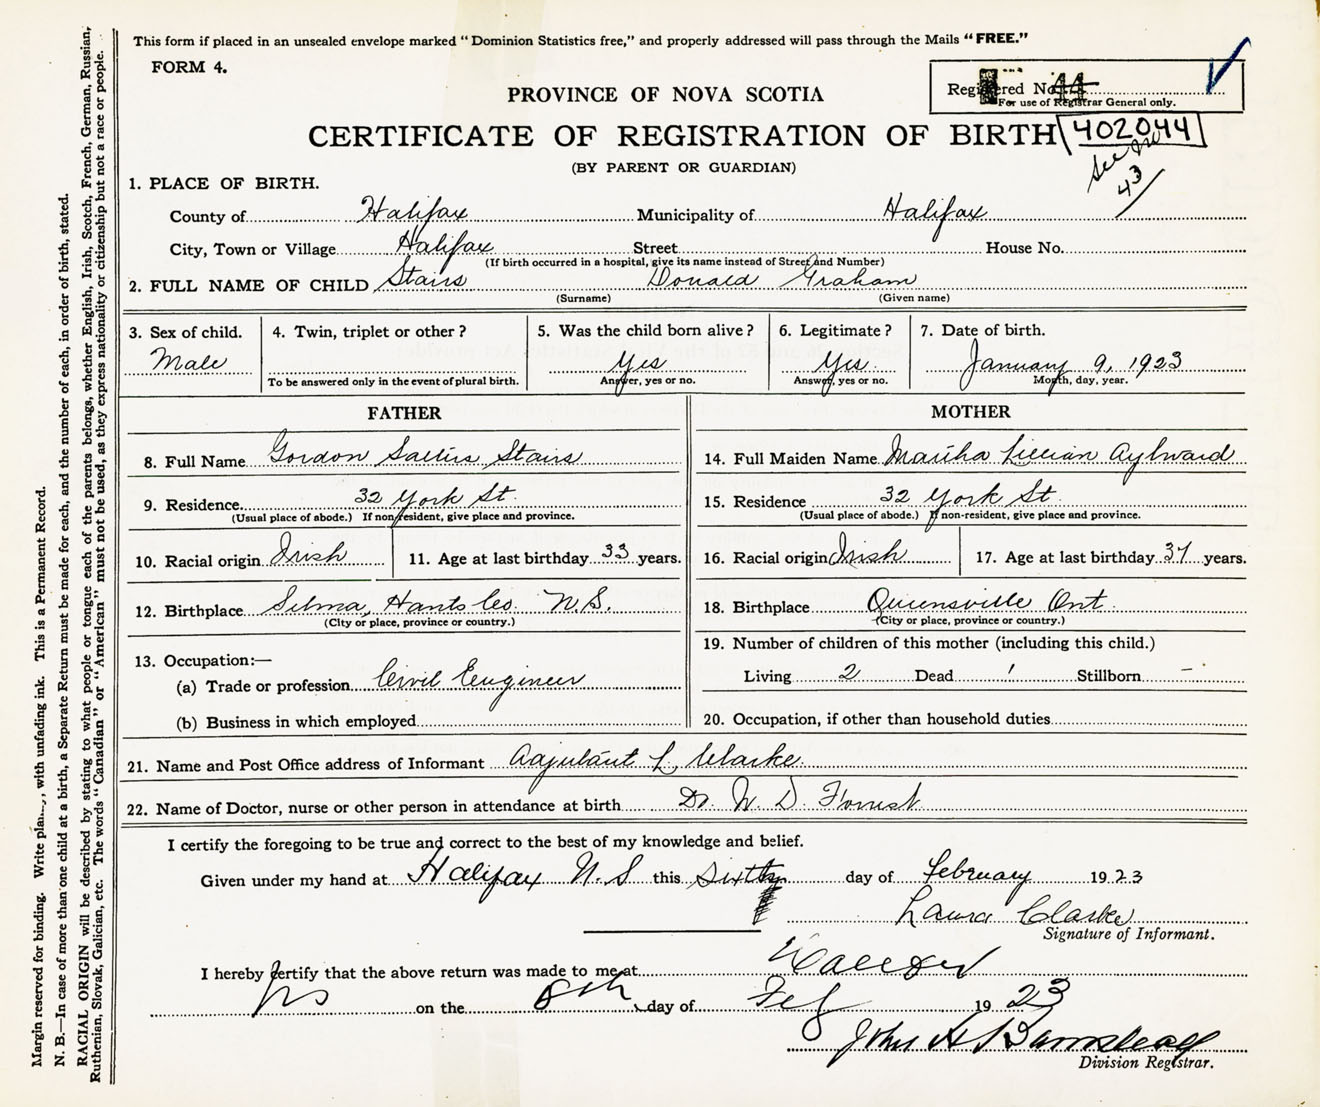 This form if placed in an unsealed envelope marked "Dominion Statistics free," and properly addressed will pass through the Mails "FREE."
FORM 4.
Registered No. 44
For use of Registrar General only.
PROVINCE OF NOVA SCOTIA
CERTIFICATE OF REGISTRATION OF BIRTH
402044
See no
43
(BY PARENT OR GUARDIAN)
1. PLACE OF BIRTH.
County of Halifax Municipality of Halifax
City, Town or Village Halifax Street House No.
(If birth occurred in a hospital, give its name instead of Street and Number)
2. FULL NAME OF CHILD Stairs Donald Graham
(Surname) (Given name)
3. Sex of child. 4. Twin, triplet or other? 5. Was the child born alive? 6. Legitimate? 7. Date of birth.
Male Yes Yes January 9, 1923
To be answered only in the event of plural birth. Answer, yes or no. Answer, yes or no. Month, day, year.
FATHER MOTHER
8. Full Name Gordon Stairs 14. Full Maiden Name Martha Lillian Aylward
9. Residence 32 York St. 15. Residence 32 York St.
(Usual place of abode.) If non-resident, give place and province. (Usual place of abode.) If non-resident, give place and province.
10. Racial origin Irish 11. Age at last birthday 33 years. 16. Racial origin Irish 17. Age at last birthday years.
12. Birthplace Selma, Hants Co. N.S. 18. Birthplace Queensville Ont.
(City or place, province or country.) (City or place, province or country.)
13. Occupation:— 19. Number of children of this mother (including this child.)
(a) Trade or profession Civil Engineer Living 2 Dead 1 Stillborn -
(b) Business in which employed 20. Occupation, if other than household duties
21. Name and Post Office address of Informant Adjutant L. Clarke.
22. Name of Doctor, nurse or other person in attendance at birth Dr. W. D. Forrest
I certify the foregoing to be true and correct to the best of my knowledge and belief.
Given under my hand at Halifax N.S this sixth day of February 1923
Laura Clarke
Signature of Informant.
I hereby certify that the above return was made to me at
on the 8th day of Feb 1923
John A Barnstead
Division Registrar.
Margin reserved for binding. Write , with unfading ink. This is a Permanent Record.
N. B.—In case of more than one child at a birth, a Separate Return must be made for each, and the number of each, in order of birth, stated.
RACIAL ORIGIN will be described by stating to what people or tongue each of the parents belongs, whether English, Irish, Scotch, French, German, Russian,
Ruthenian, Slovak, Galician, etc. The words "Canadian" or "American" must not be used, as they express nationality or citizenship but not a race or people.